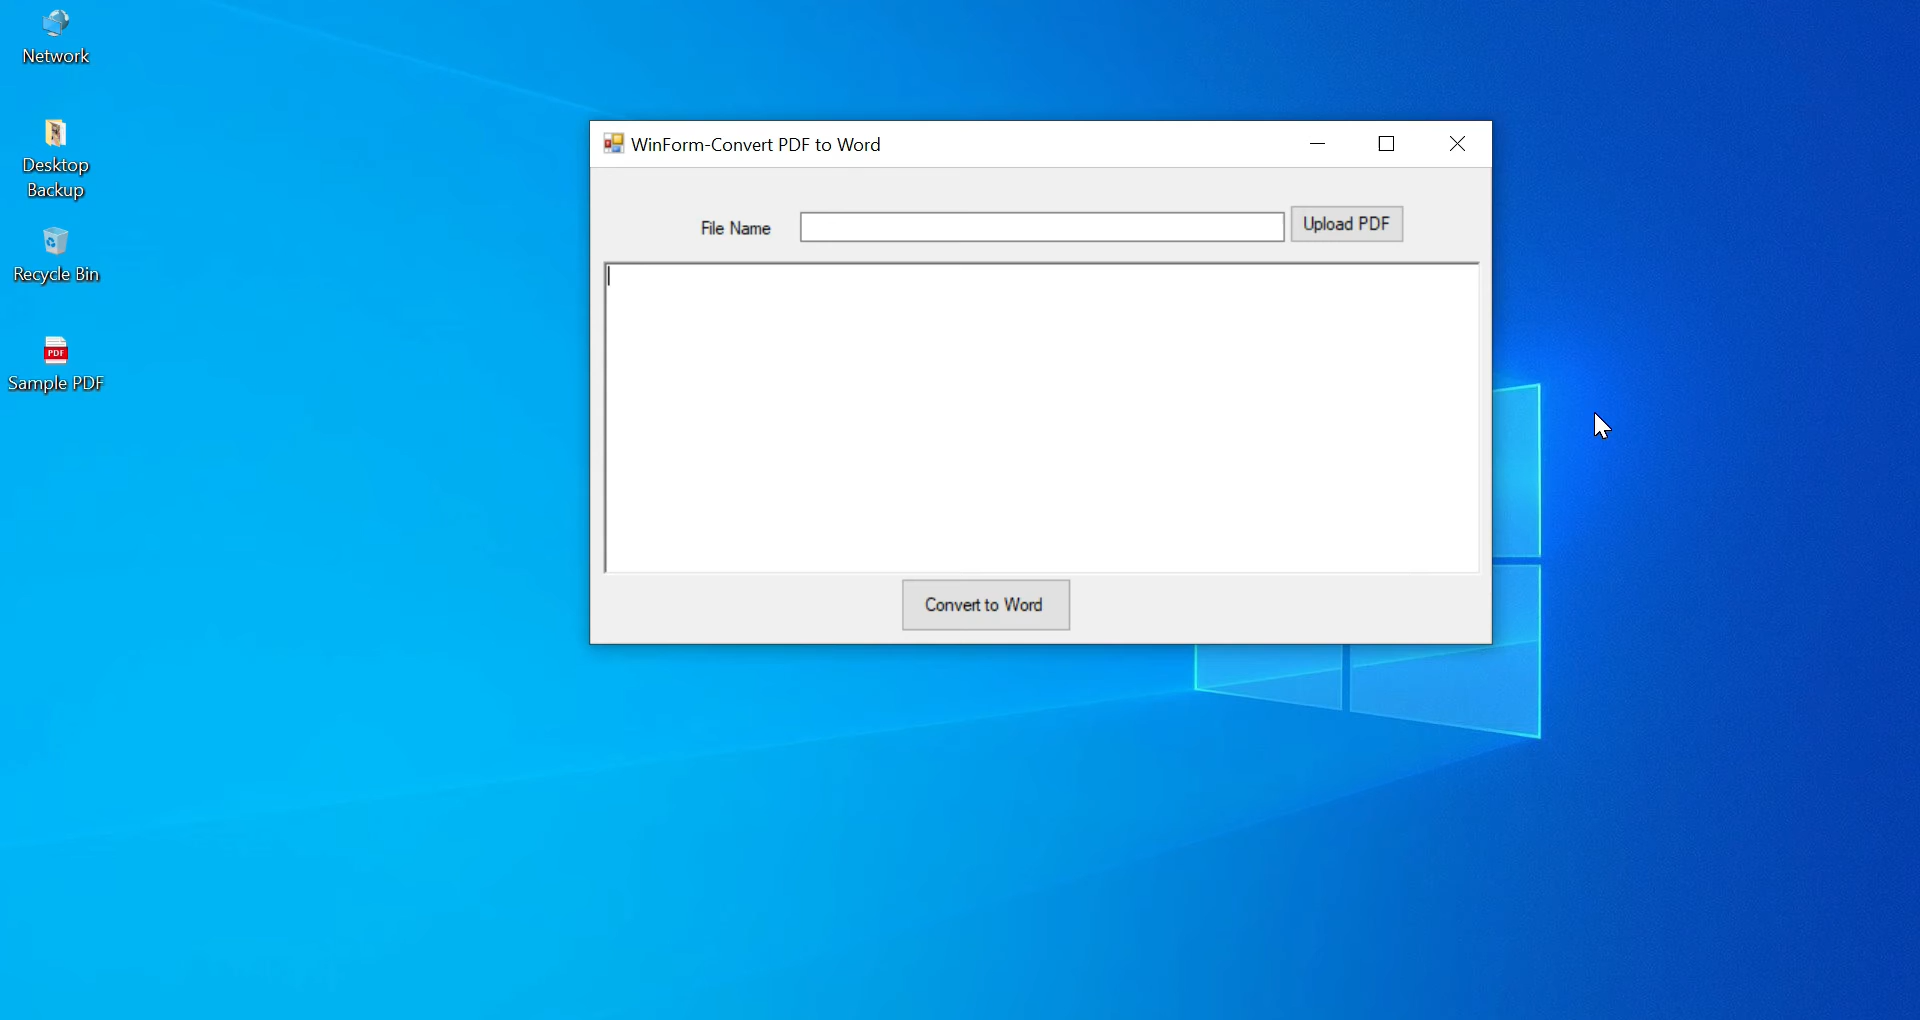 Network
Desktop
Backup
Recycle Bin
PDF
Sample PDF
WinForm-Convert PDF to Word
File Name
Upload PDF
Convert to Word